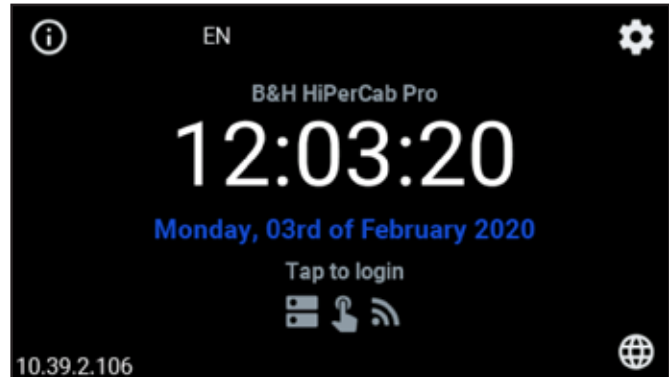 EN
B&H HiPerCab Pro
12:03:20
Monday, 03rd of February 2020
Tap to login
10.39.2.106